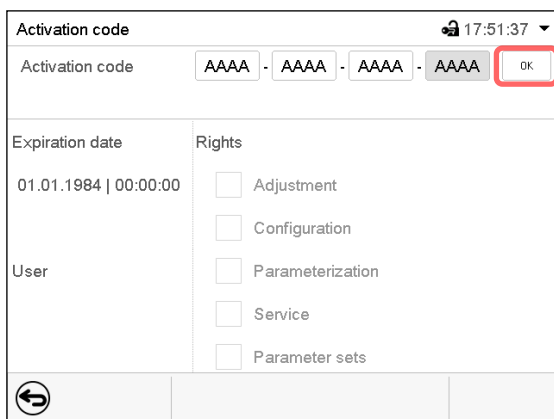 Activation code 17:51:37
Activation code AAAA - AAAA - AAAA - AAAA OK
Expiration date Rights
01.01.1984 | 00:00:00 Adjustment
Configuration
User Parameterization
Service
Parameter sets